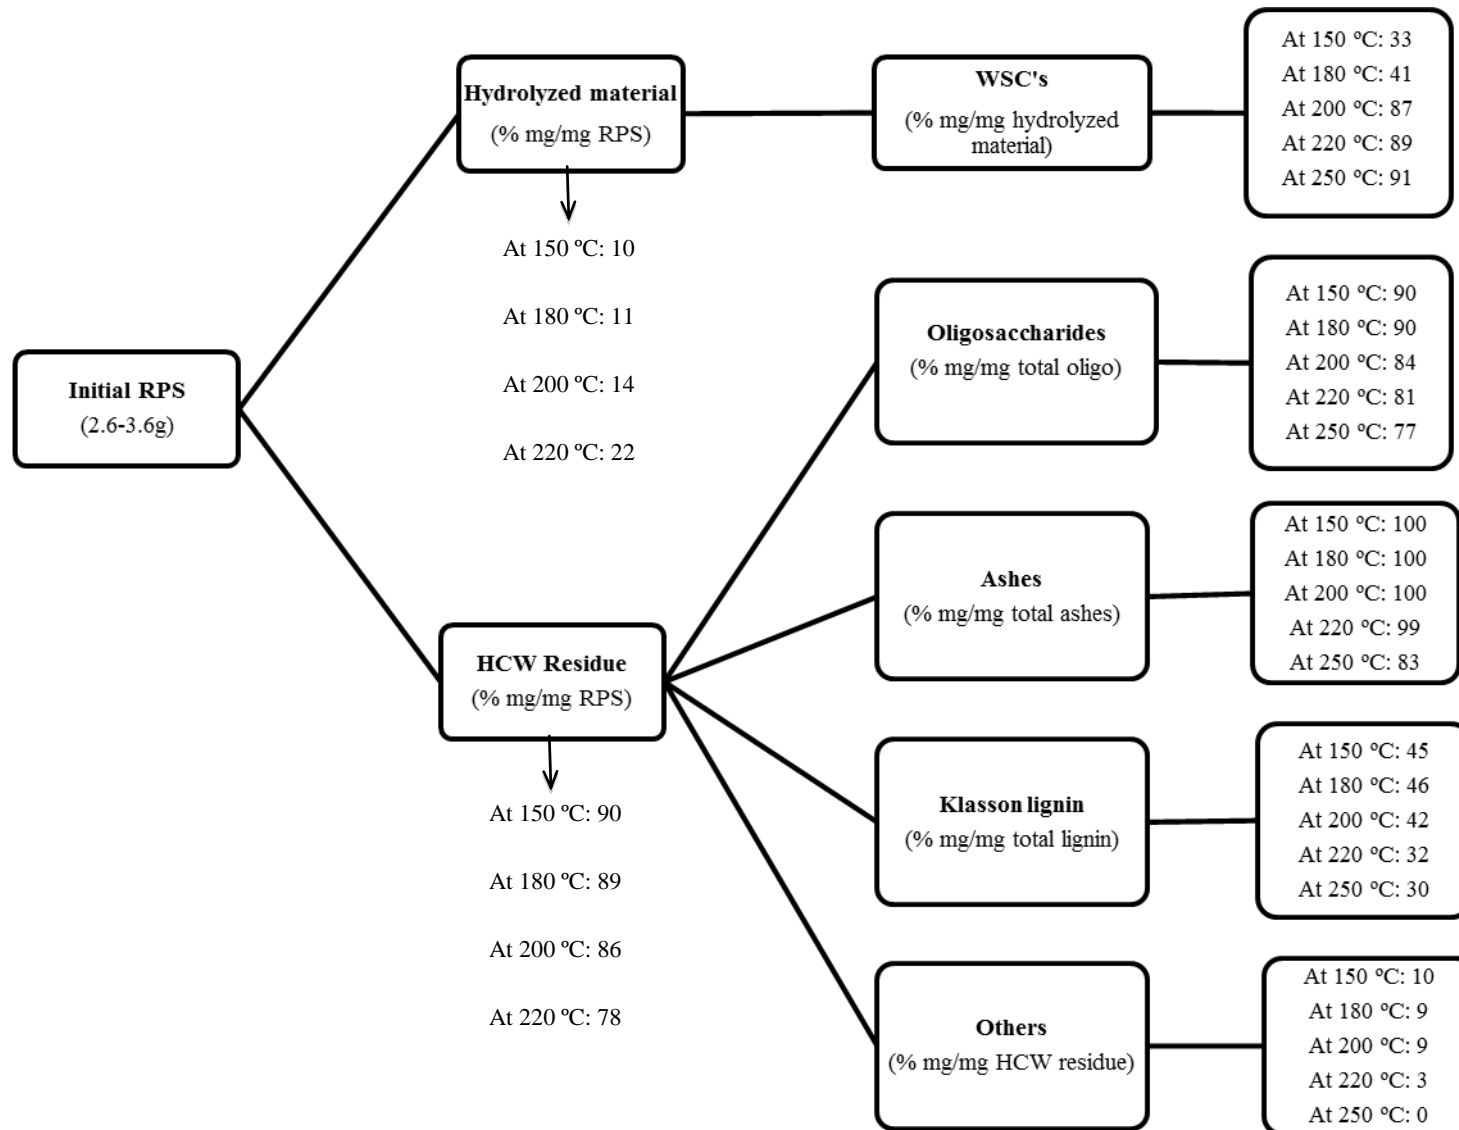 Initial RPS
(2.6-3.6g)
Hydrolyzed material
(% mg/mg RPS)
At 150 ºC: 10
At 180 ºC: 11
At 200 ºC: 14
At 220 ºC: 22
WSC's
(% mg/mg hydrolyzed
material)
At 150 ºC: 33
At 180 ºC: 41
At 200 ºC: 87
At 220 ºC: 89
At 250 ºC: 91
HCW Residue
(% mg/mg RPS)
At 150 ºC: 90
At 180 ºC: 89
At 200 ºC: 86
At 220 ºC: 78
Oligosaccharides
(% mg/mg total oligo)
At 150 ºC: 90
At 180 ºC: 90
At 200 ºC: 84
At 220 ºC: 81
At 250 ºC: 77
Ashes
(% mg/mg total ashes)
At 150 ºC: 100
At 180 ºC: 100
At 200 ºC: 100
At 220 ºC: 99
At 250 ºC: 83
Klasson lignin
(% mg/mg total lignin)
At 150 ºC: 45
At 180 ºC: 46
At 200 ºC: 42
At 220 ºC: 32
At 250 ºC: 30
Others
(% mg/mg HCW residue)
At 150 ºC: 10
At 180 ºC: 9
At 200 ºC: 9
At 220 ºC: 3
At 250 ºC: 0